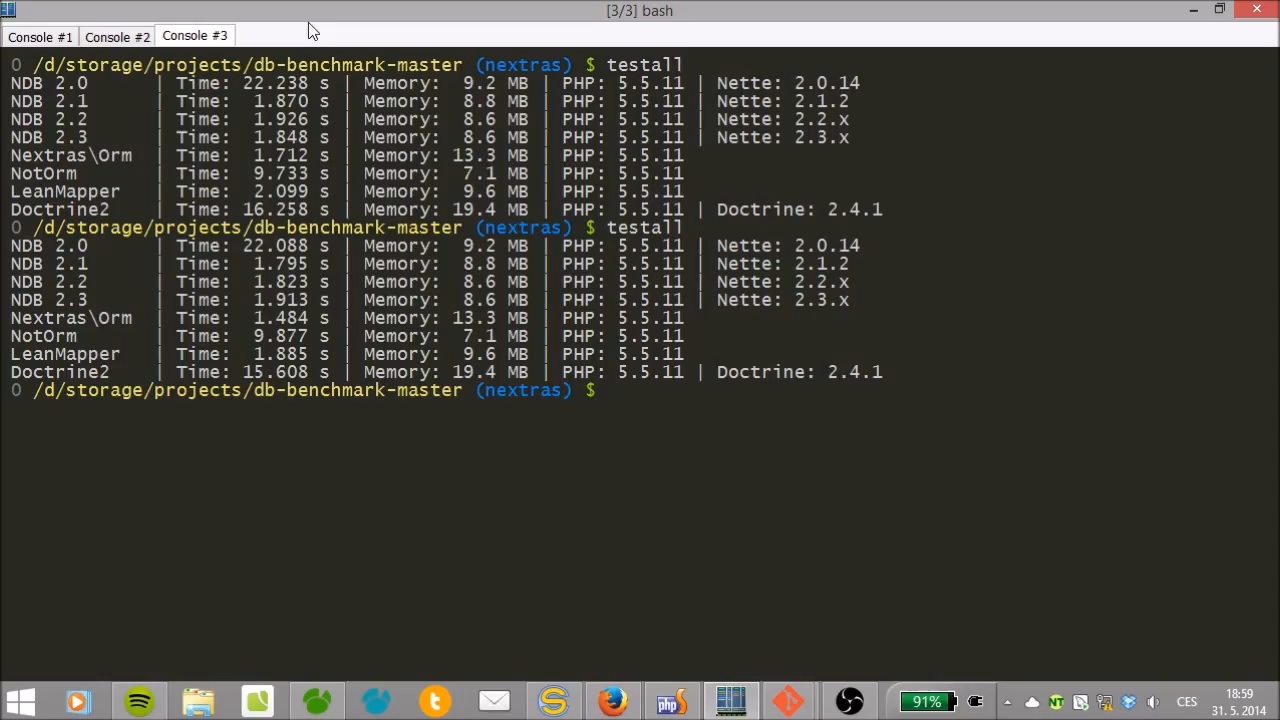 [3/3] bash
Console #1 Console #2 Console #3
0 /d/storage/projects/db-benchmark-master (nextras) $ testall
NDB 2.0 | Time: 22.238 s | Memory: 9.2 MB | PHP: 5.5.11 | Nette: 2.0.14
NDB 2.1 | Time: 1.870 s | Memory: 8.8 MB | PHP: 5.5.11 | Nette: 2.1.2
NDB 2.2 | Time: 1.926 s | Memory: 8.6 MB | PHP: 5.5.11 | Nette: 2.2.x
NDB 2.3 | Time: 1.848 s | Memory: 8.6 MB | PHP: 5.5.11 | Nette: 2.3.x
Nextras\Orm | Time: 1.712 s | Memory: 13.3 MB | PHP: 5.5.11
NotOrm | Time: 9.733 s | Memory: 7.1 MB | PHP: 5.5.11
LeanMapper | Time: 2.099 s | Memory: 9.6 MB | PHP: 5.5.11
Doctrine2 | Time: 16.258 s | Memory: 19.4 MB | PHP: 5.5.11 | Doctrine: 2.4.1
0 /d/storage/projects/db-benchmark-master (nextras) $ testall
NDB 2.0 | Time: 22.088 s | Memory: 9.2 MB | PHP: 5.5.11 | Nette: 2.0.14
NDB 2.1 | Time: 1.795 s | Memory: 8.8 MB | PHP: 5.5.11 | Nette: 2.1.2
NDB 2.2 | Time: 1.823 s | Memory: 8.6 MB | PHP: 5.5.11 | Nette: 2.2.x
NDB 2.3 | Time: 1.913 s | Memory: 8.6 MB | PHP: 5.5.11 | Nette: 2.3.x
Nextras\Orm | Time: 1.484 s | Memory: 13.3 MB | PHP: 5.5.11
NotOrm | Time: 9.877 s | Memory: 7.1 MB | PHP: 5.5.11
LeanMapper | Time: 1.885 s | Memory: 9.6 MB | PHP: 5.5.11
Doctrine2 | Time: 15.608 s | Memory: 19.4 MB | PHP: 5.5.11 | Doctrine: 2.4.1
0 /d/storage/projects/db-benchmark-master (nextras) $
php 91% NT CES 18:59
31. 5. 2014